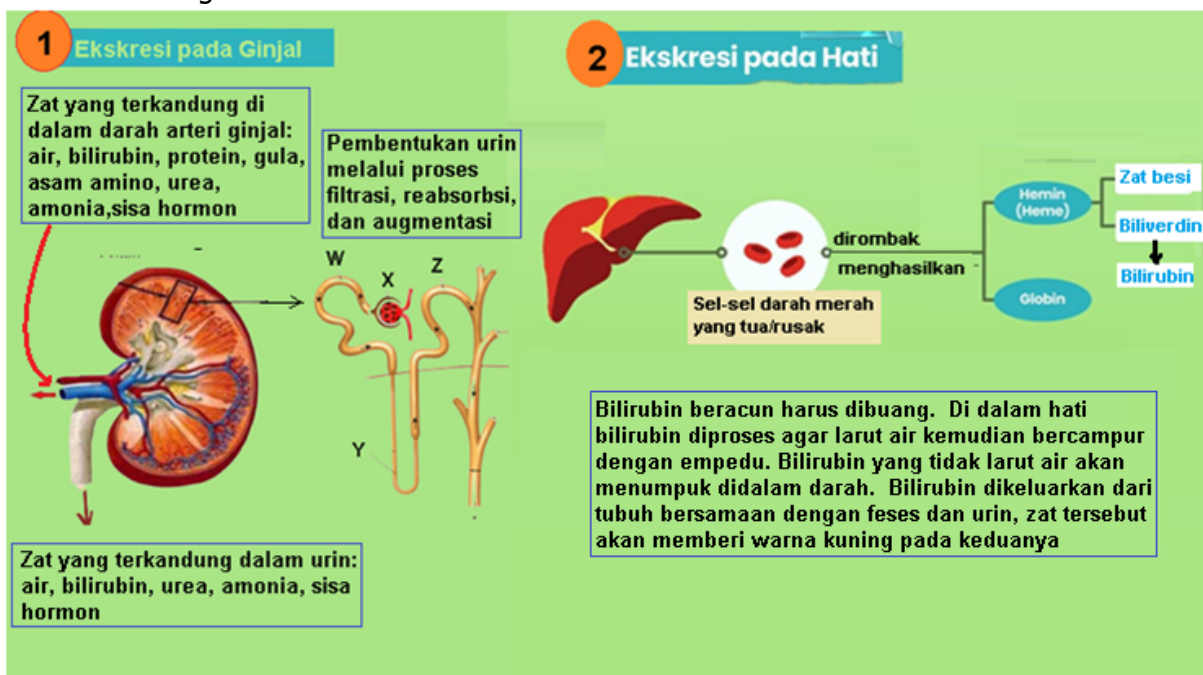 1 Ekskresi pada Ginjal
Zat yang terkandung di
dalam darah arteri ginjal:
air, bilirubin, protein, gula,
asam amino, urea,
amonia,sisa hormon
Pembentukan urin
melalui proses
filtrasi, reabsorbsi,
dan augmentasi
W
X
Z
Y
Zat yang terkandung dalam urin:
air, bilirubin, urea, amonia, sisa
hormon
2 Ekskresi pada Hati
Sel-sel darah merah
yang tua/rusak
dirombak
menghasilkan
Hemin
(Heme)
Globin
Zat besi
Biliverdin
Bilirubin
Bilirubin beracun harus dibuang. Di dalam hati
bilirubin diproses agar larut air kemudian bercampur
dengan empedu. Bilirubin yang tidak larut air akan
menumpuk didalam darah. Bilirubin dikeluarkan dari
tubuh bersamaan dengan feses dan urin, zat tersebut
akan memberi warna kuning pada keduanya